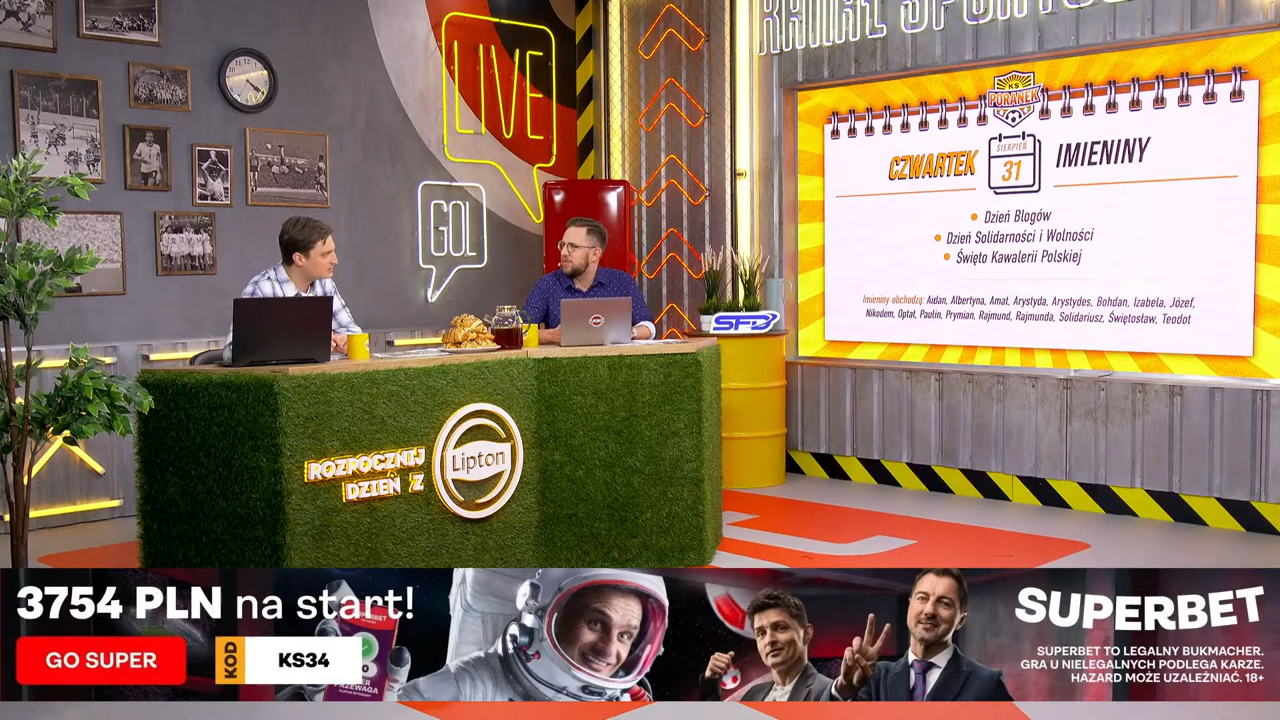 LIVE
GOL
KANAŁ SPORTOWY
KS
PORANEK
CZWARTEK
SIERPIEŃ
31
IMIENINY
Dzień Blogów
Dzień Solidarności i Wolności
Święto Kawalerii Polskiej
Imieniny obchodzą: Aidan, Albertyna, Amat, Arystyda, Arystydes, Bohdan, Izabela, Józef,
Nikodem, Optat, Paulin, Prymian, Rajmund, Rajmunda, Solidariusz, Świętosław, Teodot
SFD
ROZPOCZNIJ
DZIEŃ Z
Lipton
3754 PLN na start!
GO SUPER
KOD
KS34
SUPERBET
SUPERBET TO LEGALNY BUKMACHER.
GRA U NIELEGALNYCH PODLEGA KARZE.
HAZARD MOŻE UZALEŻNIAĆ. 18+